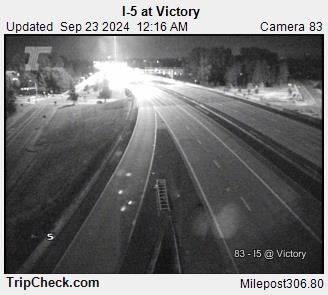 I-5 at Victory
Updated Sep 23 2024 12:16 AM Camera 83
83 - I5 @ Victory
TripCheck.com Milepost306.80